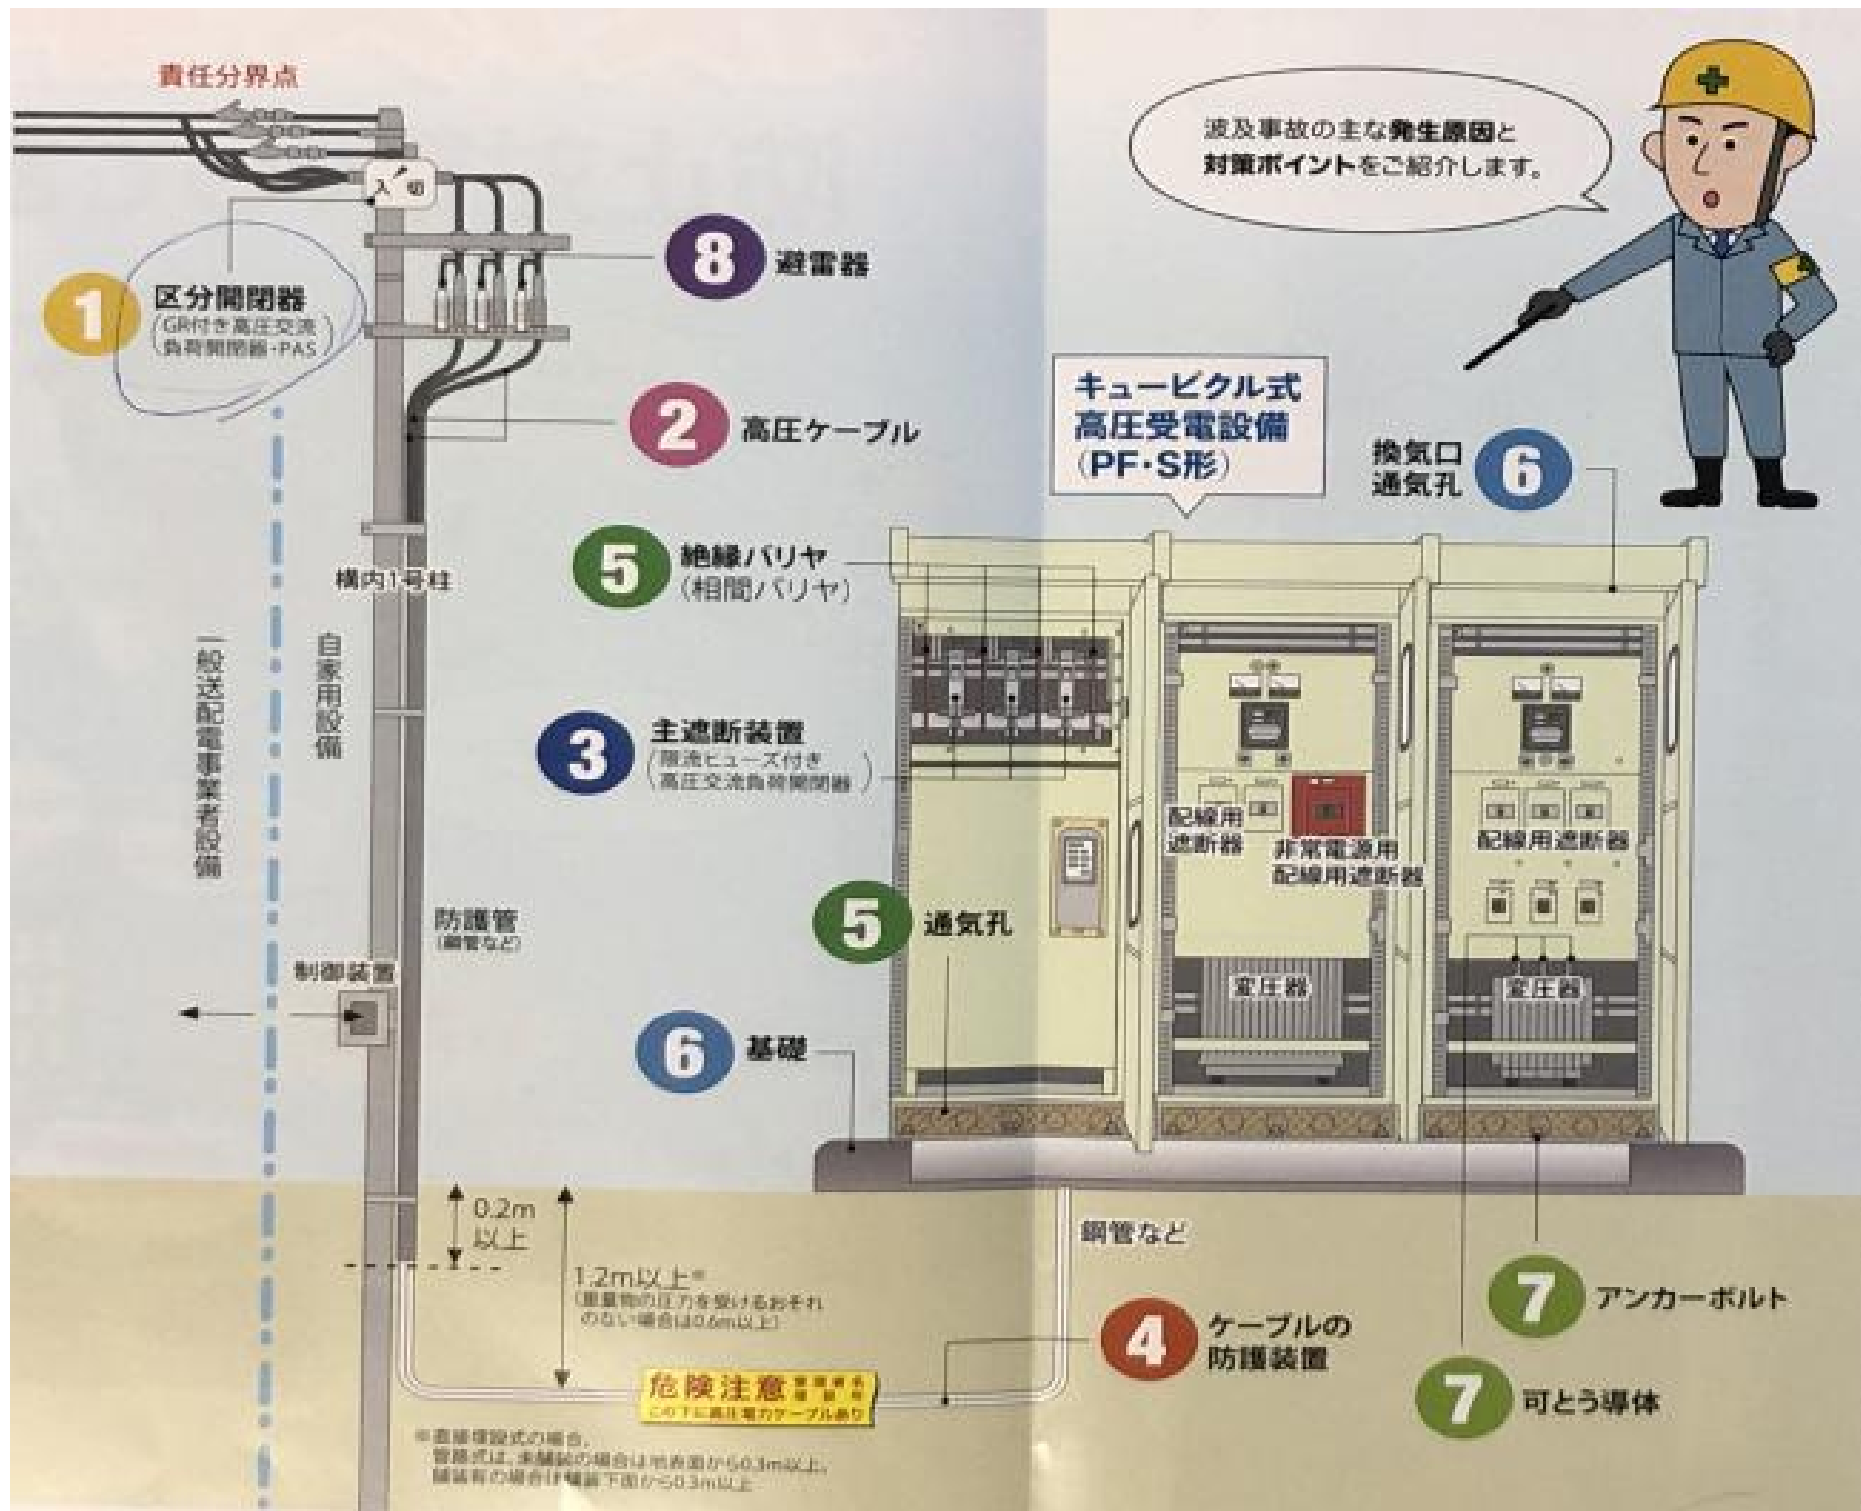 責任分界点
入 切
1
区分開閉器
(GR付き高圧交流
負荷開閉器・PAS)
8
避雷器
2
高圧ケーブル
波及事故の主な発生原因と
対策ポイントをご紹介します。
キュービクル式
高圧受電設備
(PF・S形)
換気口
通気孔
6
5
絶縁バリヤ
(相間バリヤ)
構内1号柱
一般送配電事業者設備
自家用設備
3
主遮断装置
(限流ヒューズ付き
高圧交流負荷開閉器)
配線用
遮断器
非常電源用
配線用遮断器
配線用遮断器
5
通気孔
防護管
(鋼管など)
制御装置
変圧器
変圧器
6
基礎
0.2m
以上
1.2m以上※
(重量物の圧力を受けるおそれ
のない場合は0.6m以上)
鋼管など
4
ケーブルの
防護装置
7
アンカーボルト
7
可とう導体
危険注意
この下に高圧電力ケーブルあり
※直接埋設式の場合。
管路式は、未舗装の場合は地表面から0.3m以上、
舗装有の場合は舗装下面から0.3m以上